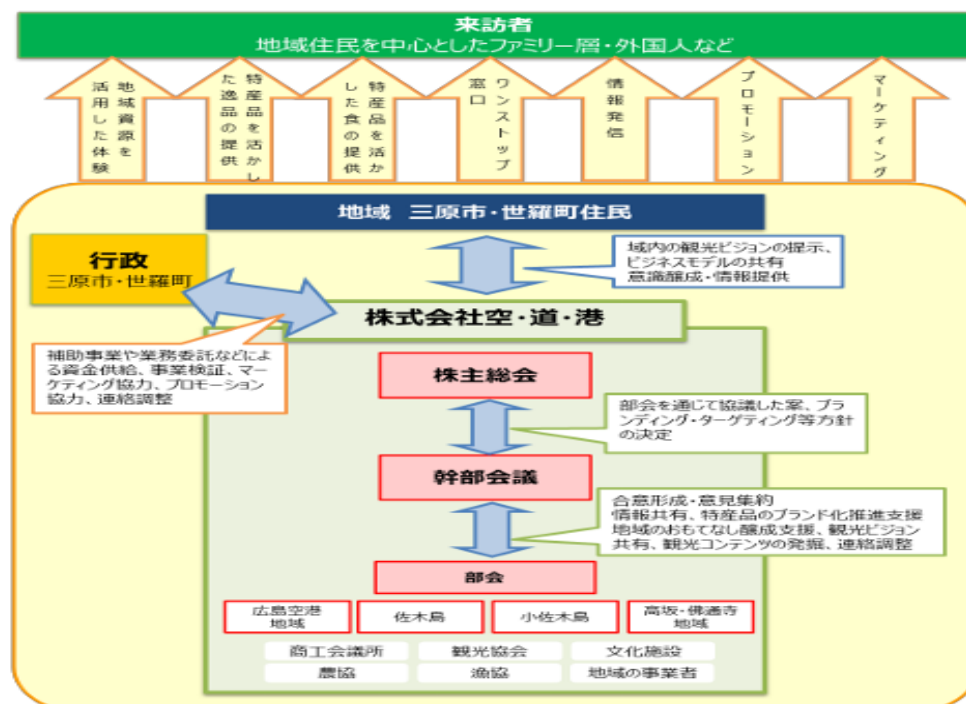 来訪者
地域住民を中心としたファミリー層・外国人など
地域資源を
活用した体験
特産品を活かし
た逸品の提供
特産品を活か
した食の提供
ワンストップ
窓口
情報発信
プロモーション
マーケティング
地域 三原市・世羅町住民
行政
三原市・世羅町
域内の観光ビジョンの提示、
ビジネスモデルの共有
意識醸成・情報提供
株式会社空・道・港
補助事業や業務委託などによ
る資金供給、事業検証、マー
ケティング協力、プロモーション
協力、連絡調整
株主総会
部会を通じて協議した案、ブラ
ンディング・ターゲティング等方針
の決定
幹部会議
合意形成・意見集約
情報共有、特産品のブランド化推進支援
地域のおもてなし醸成支援、観光ビジョン
共有、観光コンテンツの発掘、連絡調整
部会
広島空港
地域
佐木島
小佐木島
高坂・佛通寺
地域
商工会議所
観光協会
文化施設
農協
漁協
地域の事業者